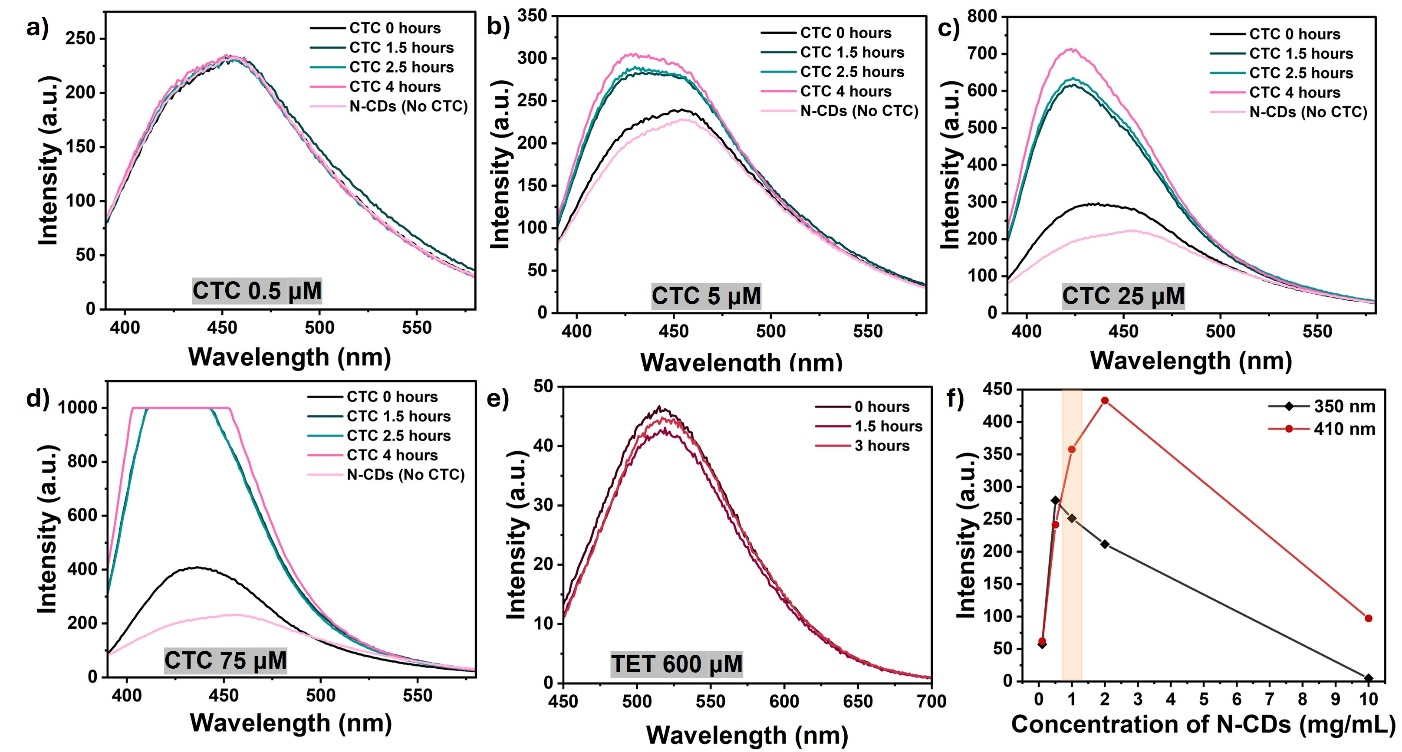 a)
250
200
150
100
50
0
400
450
500
550
Intensity (a.u.)
Wavelength (nm)
CTC 0 hours
CTC 1.5 hours
CTC 2.5 hours
CTC 4 hours
N-CDs (No CTC)
CTC 0.5 µM
b)
350
300
250
200
150
100
50
0
400
450
500
550
Intensity (a.u.)
Wavelength (nm)
CTC 0 hours
CTC 1.5 hours
CTC 2.5 hours
CTC 4 hours
N-CDs (No CTC)
CTC 5 µM
c)
800
700
600
500
400
300
200
100
0
400
450
500
550
Intensity (a.u.)
Wavelength (nm)
CTC 0 hours
CTC 1.5 hours
CTC 2.5 hours
CTC 4 hours
N-CDs (No CTC)
CTC 25 µM
d)
1000
800
600
400
200
0
400
450
500
550
Intensity (a.u.)
Wavelength (nm)
CTC 0 hours
CTC 1.5 hours
CTC 2.5 hours
CTC 4 hours
N-CDs (No CTC)
CTC 75 µM
e)
50
40
30
20
10
0
450
500
550
600
650
700
Intensity (a.u.)
Wavelength (nm)
0 hours
1.5 hours
3 hours
TET 600 µM
f)
450
400
350
300
250
200
150
100
50
0
0 1 2 3 4 5 6 7 8 9 10
Intensity (a.u.)
Concentration of N-CDs (mg/mL)
350 nm
410 nm